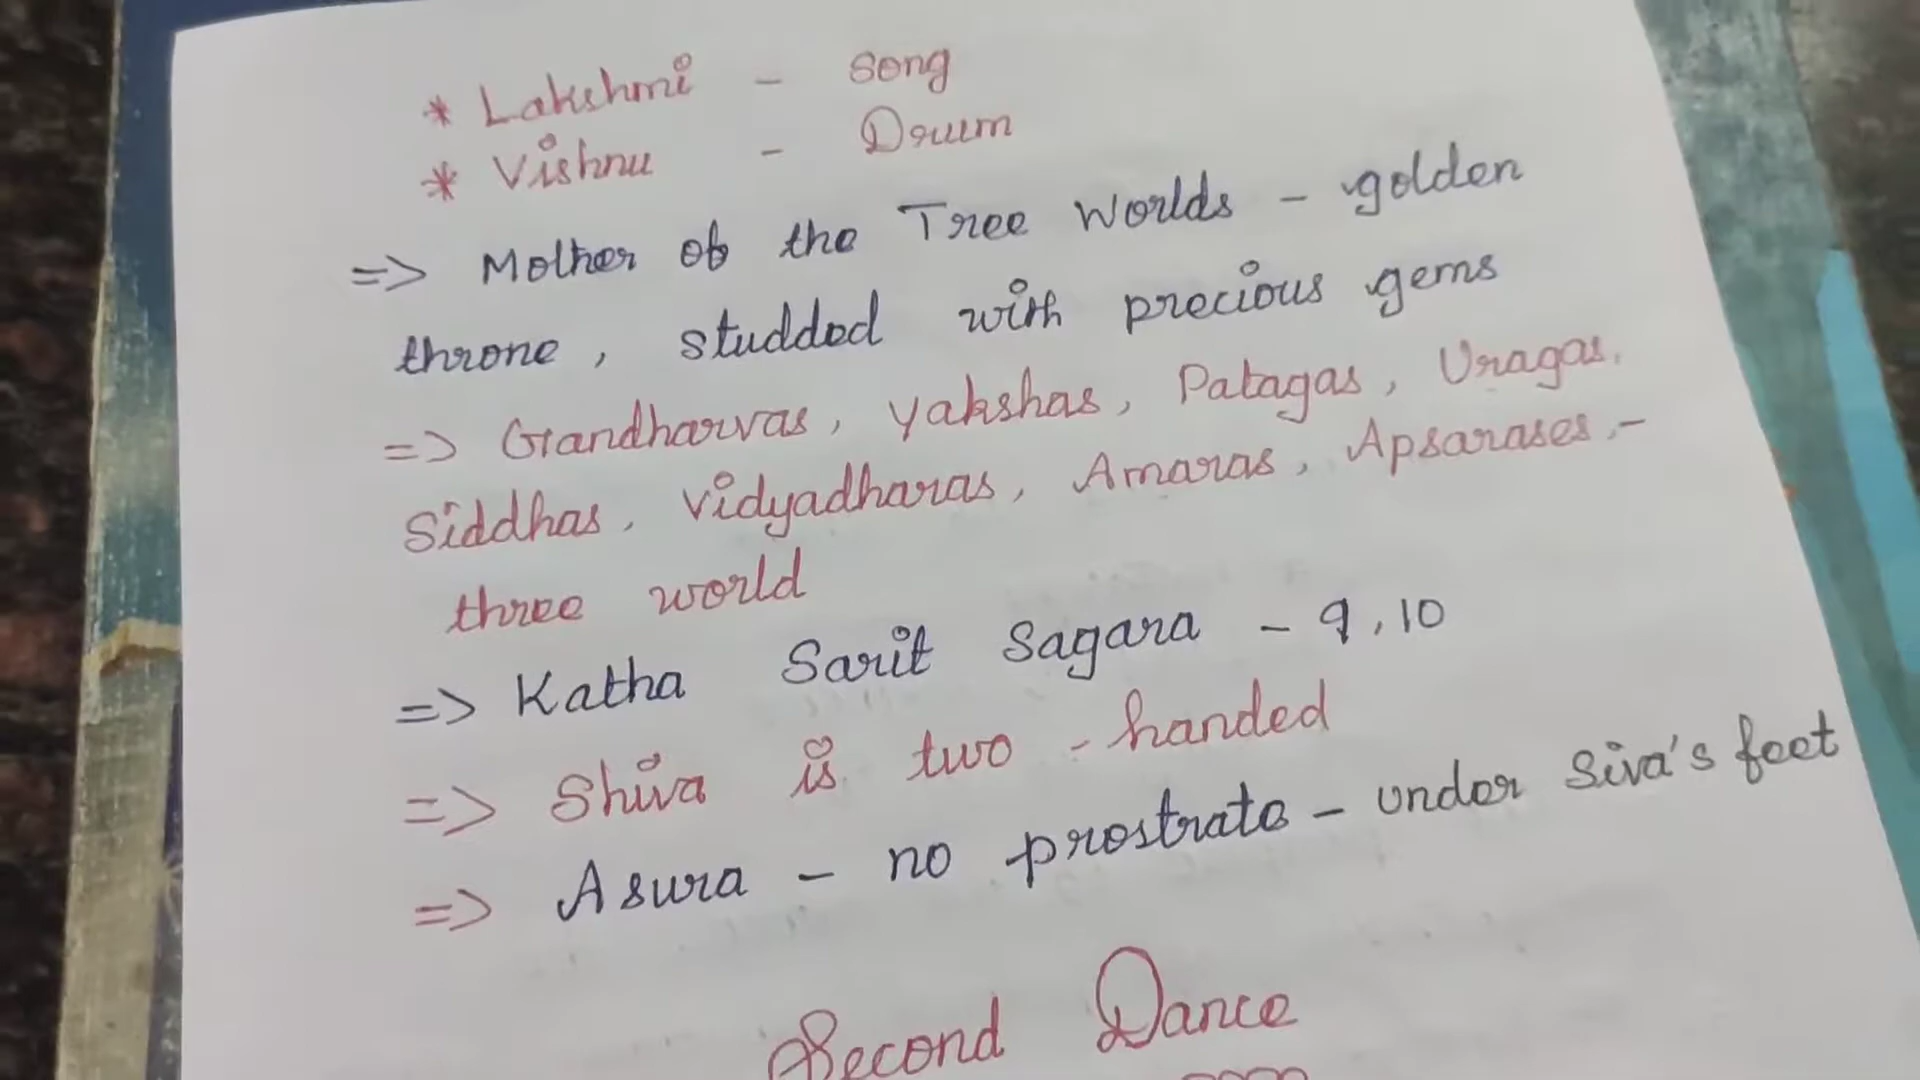 * Lakshmi - song
* Vishnu - Drum
=> Mother of the Tree Worlds - golden
throne, studded with precious gems
=> Gandharvas, Yakshas, Patagas, Uragas,
Siddhas, Vidyadharas, Amaras, Apsarases, -
three world
=> Katha Sarit Sagara - 9, 10
=> Shiva is two - handed
=> Asura - no prostrate - under Siva's feet
Second Dance